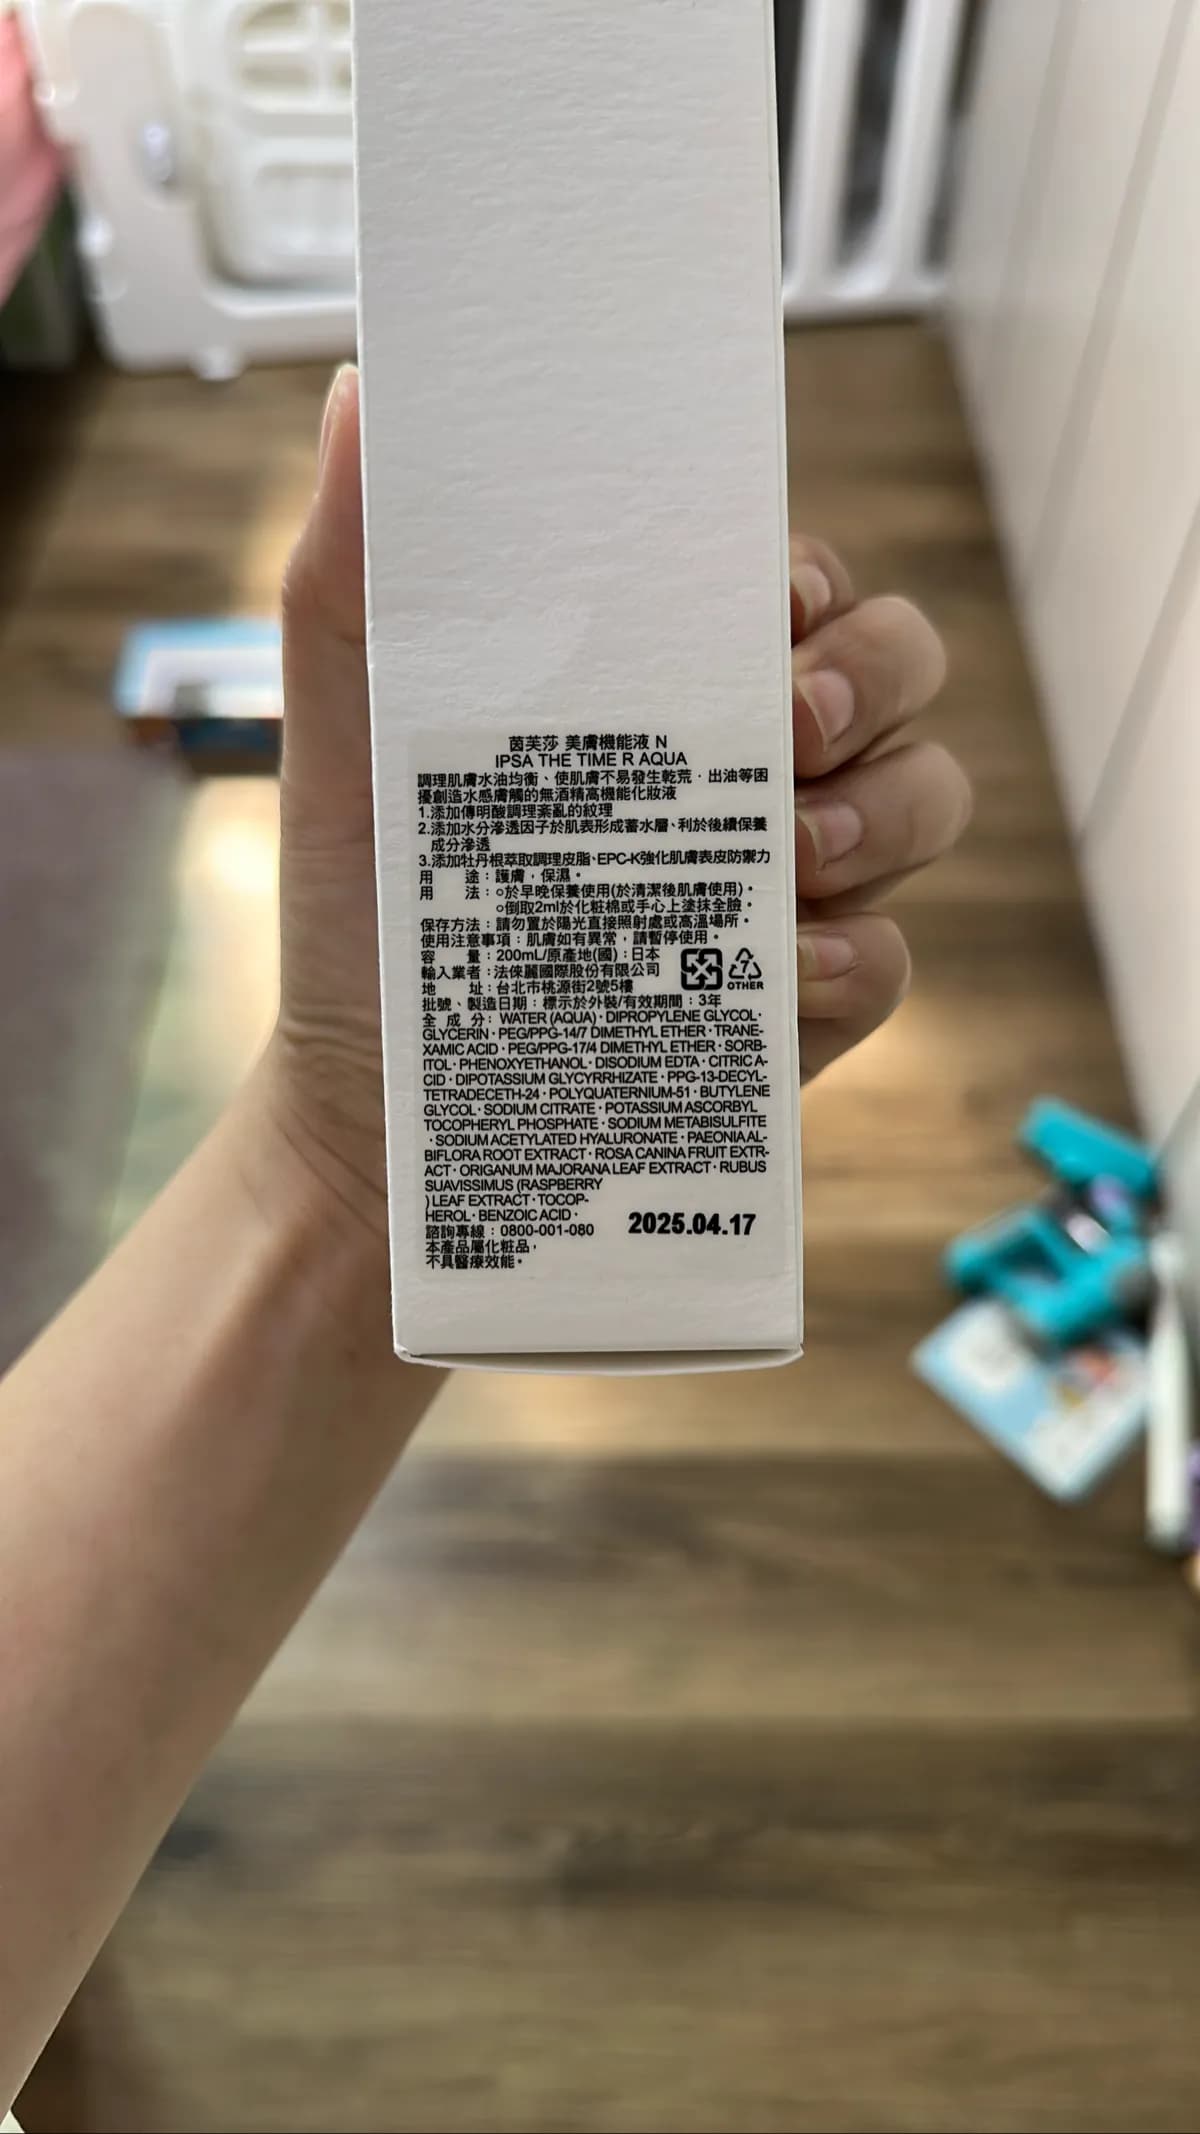 茵芙莎 美膚機能液 N
IPSA THE TIME R AQUA
調理肌膚水油均衡、使肌膚不易發生乾荒，出油等困
擾創造水感膚觸的無酒精高機能化妝液
1.添加傳明酸調理紊亂的紋理
2.添加水分滲透因子於肌表形成蓄水層、利於後續保養
成分滲透
3.添加牡丹根萃取調理皮脂、EPC-K強化肌膚表皮防禦力
用　　途：護膚，保濕。
用　　法：○於早晚保養使用(於清潔後肌膚使用)。
○倒取2ml於化粧棉或手心上塗抹全臉。
保存方法：請勿置於陽光直接照射處或高溫場所。
使用注意事項：肌膚如有異常，請暫停使用。
容　　量：200mL/原產地(國)：日本
輸入業者：法徠麗國際股份有限公司
地　　址：台北市桃源街2號5樓
7
OTHER
批號、製造日期：標示於外裝/有效期間：3年
全 成 分：WATER (AQUA)·DIPROPYLENE GLYCOL·
GLYCERIN·PEG/PPG-14/7 DIMETHYL ETHER·TRANE-
XAMIC ACID·PEG/PPG-17/4 DIMETHYL ETHER·SORB-
ITOL·PHENOXYETHANOL·DISODIUM EDTA·CITRIC A-
CID·DIPOTASSIUM GLYCYRRHIZATE·PPG-13-DECYL-
TETRADECETH-24·POLYQUATERNIUM-51·BUTYLENE
GLYCOL·SODIUM CITRATE·POTASSIUM ASCORBYL
TOCOPHERYL PHOSPHATE·SODIUM METABISULFITE
·SODIUM ACETYLATED HYALURONATE·PAEONIA AL-
BIFLORA ROOT EXTRACT·ROSA CANINA FRUIT EXTR-
ACT·ORIGANUM MAJORANA LEAF EXTRACT·RUBUS
SUAVISSIMUS (RASPBERRY
) LEAF EXTRACT·TOCOP-
HEROL·BENZOIC ACID·
諮詢專線：0800-001-080
2025.04.17
本產品屬化粧品，
不具醫療效能。